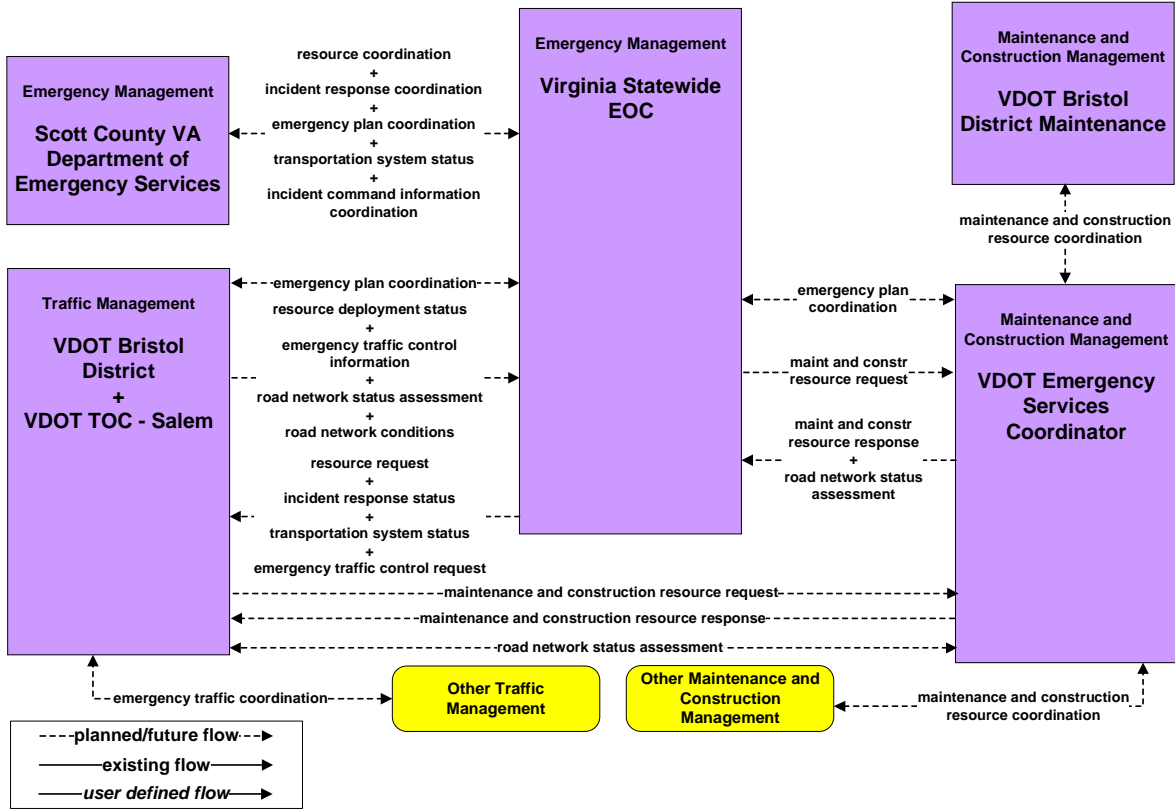 Emergency Management
Scott County VA
Department of
Emergency Services
resource coordination
+
incident response coordination
+
emergency plan coordination
+
transportation system status
+
incident command information
coordination
Emergency Management
Virginia Statewide
EOC
Maintenance and
Construction Management
VDOT Bristol
District Maintenance
maintenance and construction
resource coordination
Traffic Management
VDOT Bristol
District
+
VDOT TOC - Salem
emergency plan coordination
resource deployment status
+
emergency traffic control
information
+
road network status assessment
+
road network conditions
resource request
+
incident response status
+
transportation system status
+
emergency traffic control request
emergency plan
coordination
maint and constr
resource request
maint and constr
resource response
+
road network status
assessment
Maintenance and
Construction Management
VDOT Emergency
Services
Coordinator
maintenance and construction resource request
maintenance and construction resource response
road network status assessment
emergency traffic coordination
Other Traffic
Management
Other Maintenance and
Construction
Management
maintenance and construction
resource coordination
planned/future flow
existing flow
user defined flow